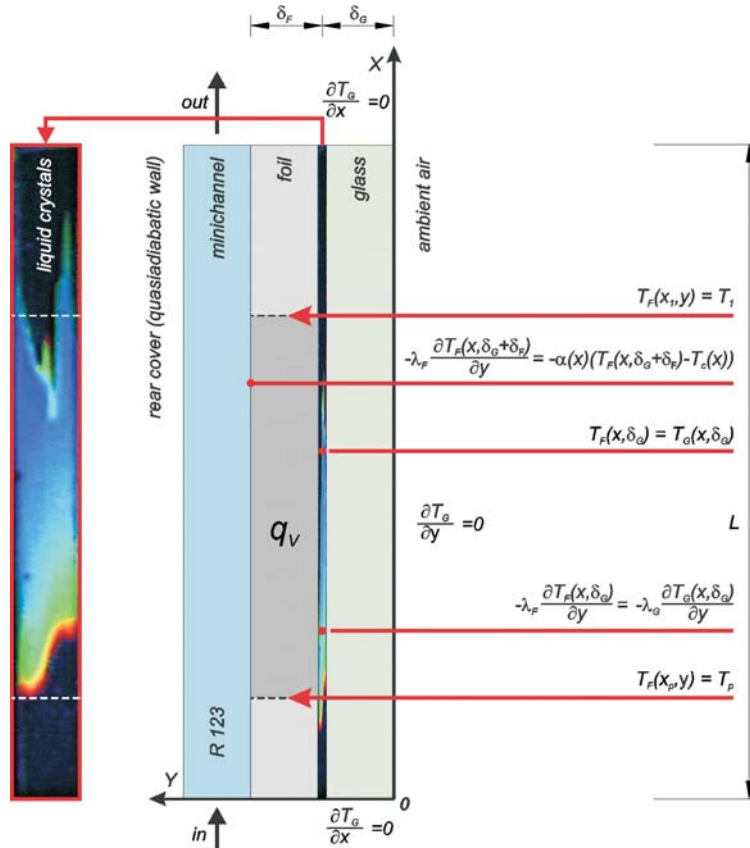 δF δG
X
∂TG/∂x =0
out
liquid crystals
rear cover (quasiadiabatic wall)
minichannel
foil
glass
ambient air
TF(x1,y) = T1
-λF ∂TF(x,δG+δF)/∂y = -α(x)(TF(x,δG+δF)-Tc(x))
TF(x,δG) = TG(x,δG)
qV
∂TG/∂y =0
L
-λF ∂TF(x,δG)/∂y = -λG ∂TG(x,δG)/∂y
TF(xp,y) = Tp
R 123
Y
0
in
∂TG/∂x =0